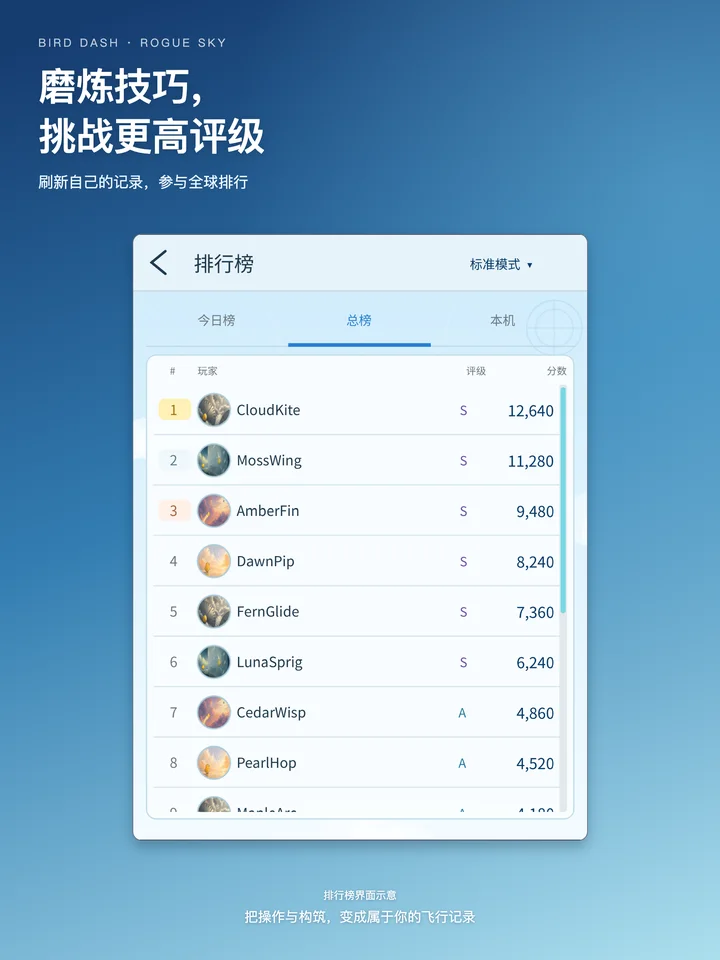 BIRD DASH · ROGUE SKY
磨炼技巧，
挑战更高评级
刷新自己的记录，参与全球排行
排行榜 标准模式 ▼
今日榜 总榜 本机
# 玩家 评级 分数
1 CloudKite S 12,640
2 MossWing S 11,280
3 AmberFin S 9,480
4 DawnPip S 8,240
5 FernGlide S 7,360
6 LunaSprig S 6,240
7 CedarWisp A 4,860
8 PearlHop A 4,520
排行榜界面示意
把操作与构筑，变成属于你的飞行记录